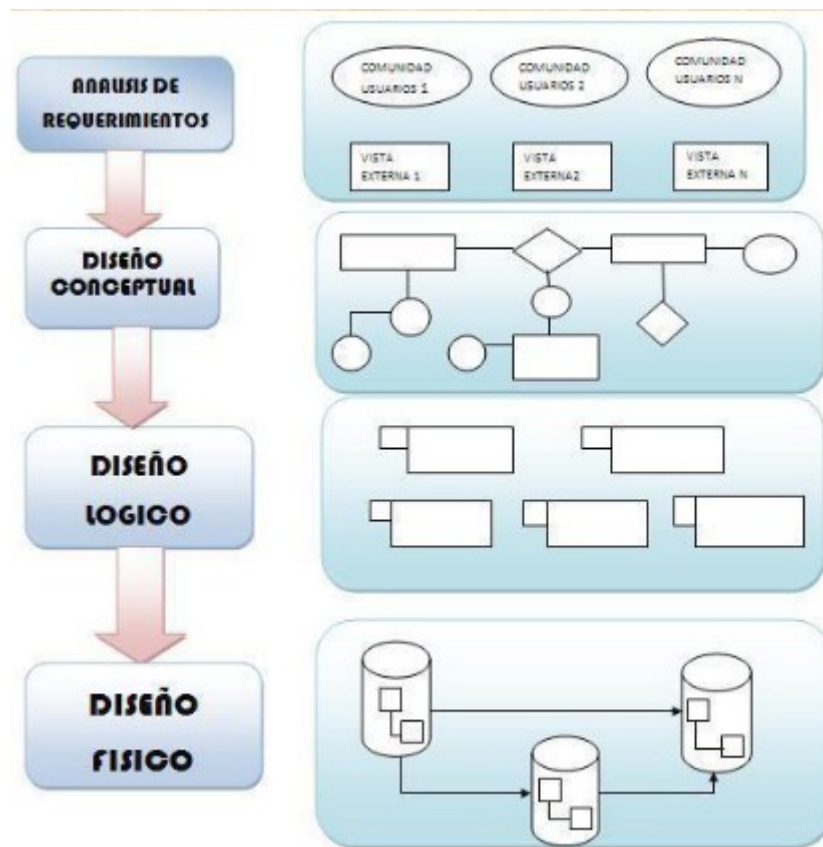 ANALISIS DE
REQUERIMIENTOS
COMUNIDAD
USUARIOS 1
COMUNIDAD
USUARIOS 2
COMUNIDAD
USUARIOS N
VISTA
EXTERNA 1
VISTA
EXTERNA2
VISTA
EXTERNA N
DISEÑO
CONCEPTUAL
DISEÑO
LOGICO
DISEÑO
FISICO